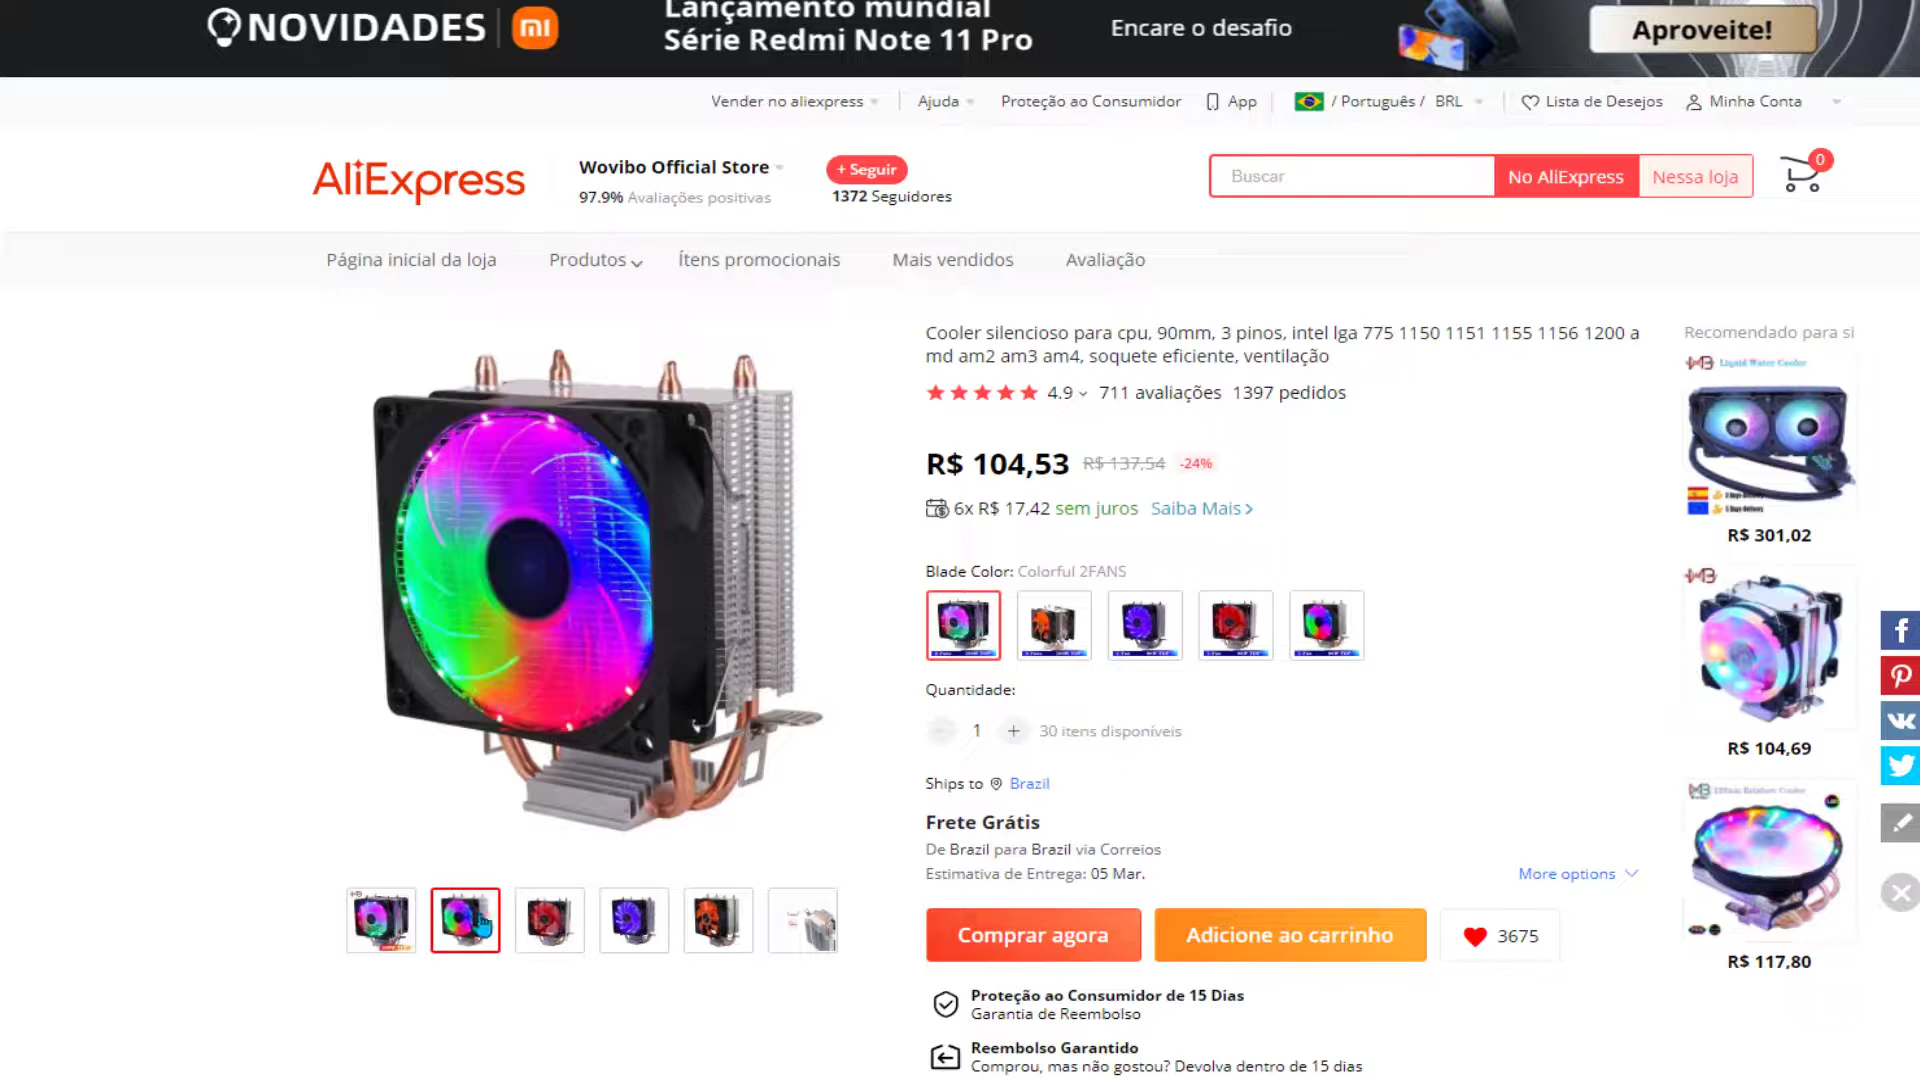 NOVIDADES
Lançamento mundial
Série Redmi Note 11 Pro
Encare o desafio
Aproveite!
Vender no aliexpress
Ajuda
Proteção ao Consumidor
App
/ Português / BRL
Lista de Desejos
Minha Conta
AliExpress
Wovibo Official Store
97.9% Avaliações positivas
+ Seguir
1372 Seguidores
Buscar
No AliExpress
Nessa loja
0
Página inicial da loja
Produtos
Ítens promocionais
Mais vendidos
Avaliação
Cooler silencioso para cpu, 90mm, 3 pinos, intel lga 775 1150 1151 1155 1156 1200 a
md am2 am3 am4, soquete eficiente, ventilação
4.9 711 avaliações 1397 pedidos
R$ 104,53 R$ 137,54 -24%
6x R$ 17,42 sem juros Saiba Mais
Blade Color: Colorful 2FANS
Quantidade:
1 + 30 itens disponíveis
Ships to Brazil
Frete Grátis
De Brazil para Brazil via Correios
Estimativa de Entrega: 05 Mar.
More options
Comprar agora
Adicione ao carrinho
3675
Proteção ao Consumidor de 15 Dias
Garantia de Reembolso
Reembolso Garantido
Comprou, mas não gostou? Devolva dentro de 15 dias
Recomendado para si
Liquid Water Cooler
R$ 301,02
R$ 104,69
R$ 117,80